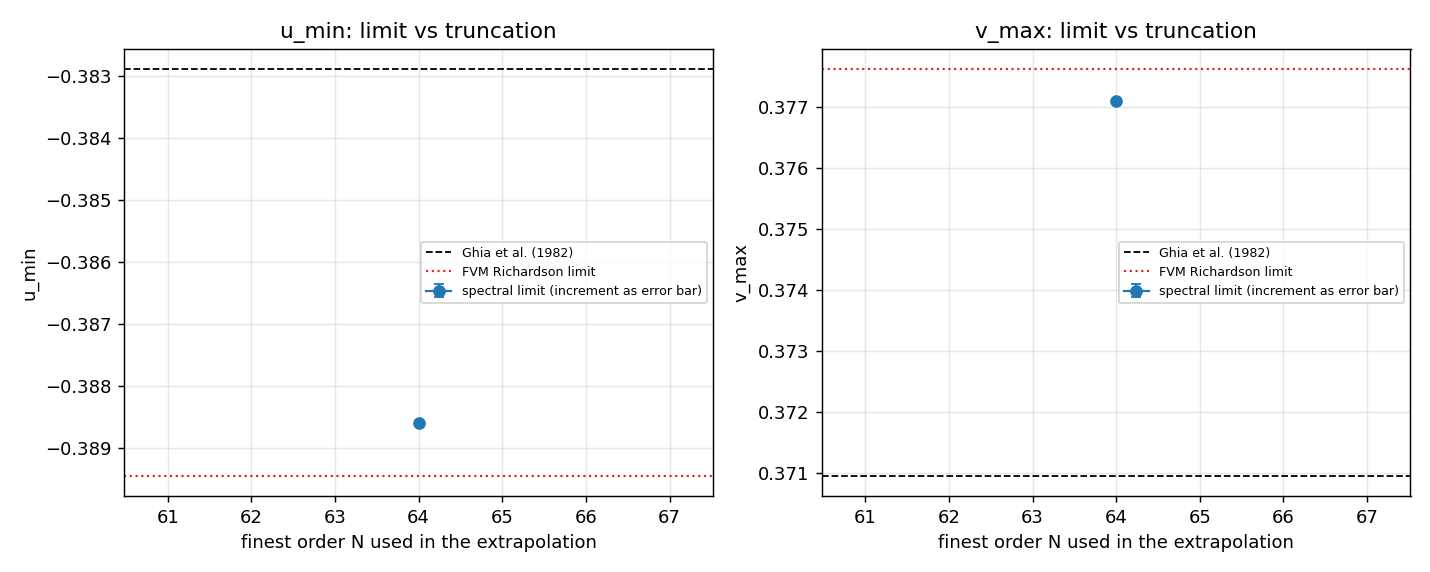 u_min: limit vs truncation
−0.383
−0.384
−0.385
−0.386
−0.387
−0.388
−0.389
u_min
Ghia et al. (1982)
FVM Richardson limit
spectral limit (increment as error bar)
61 62 63 64 65 66 67
finest order N used in the extrapolation
v_max: limit vs truncation
0.377
0.376
0.375
0.374
0.373
0.372
0.371
v_max
Ghia et al. (1982)
FVM Richardson limit
spectral limit (increment as error bar)
61 62 63 64 65 66 67
finest order N used in the extrapolation